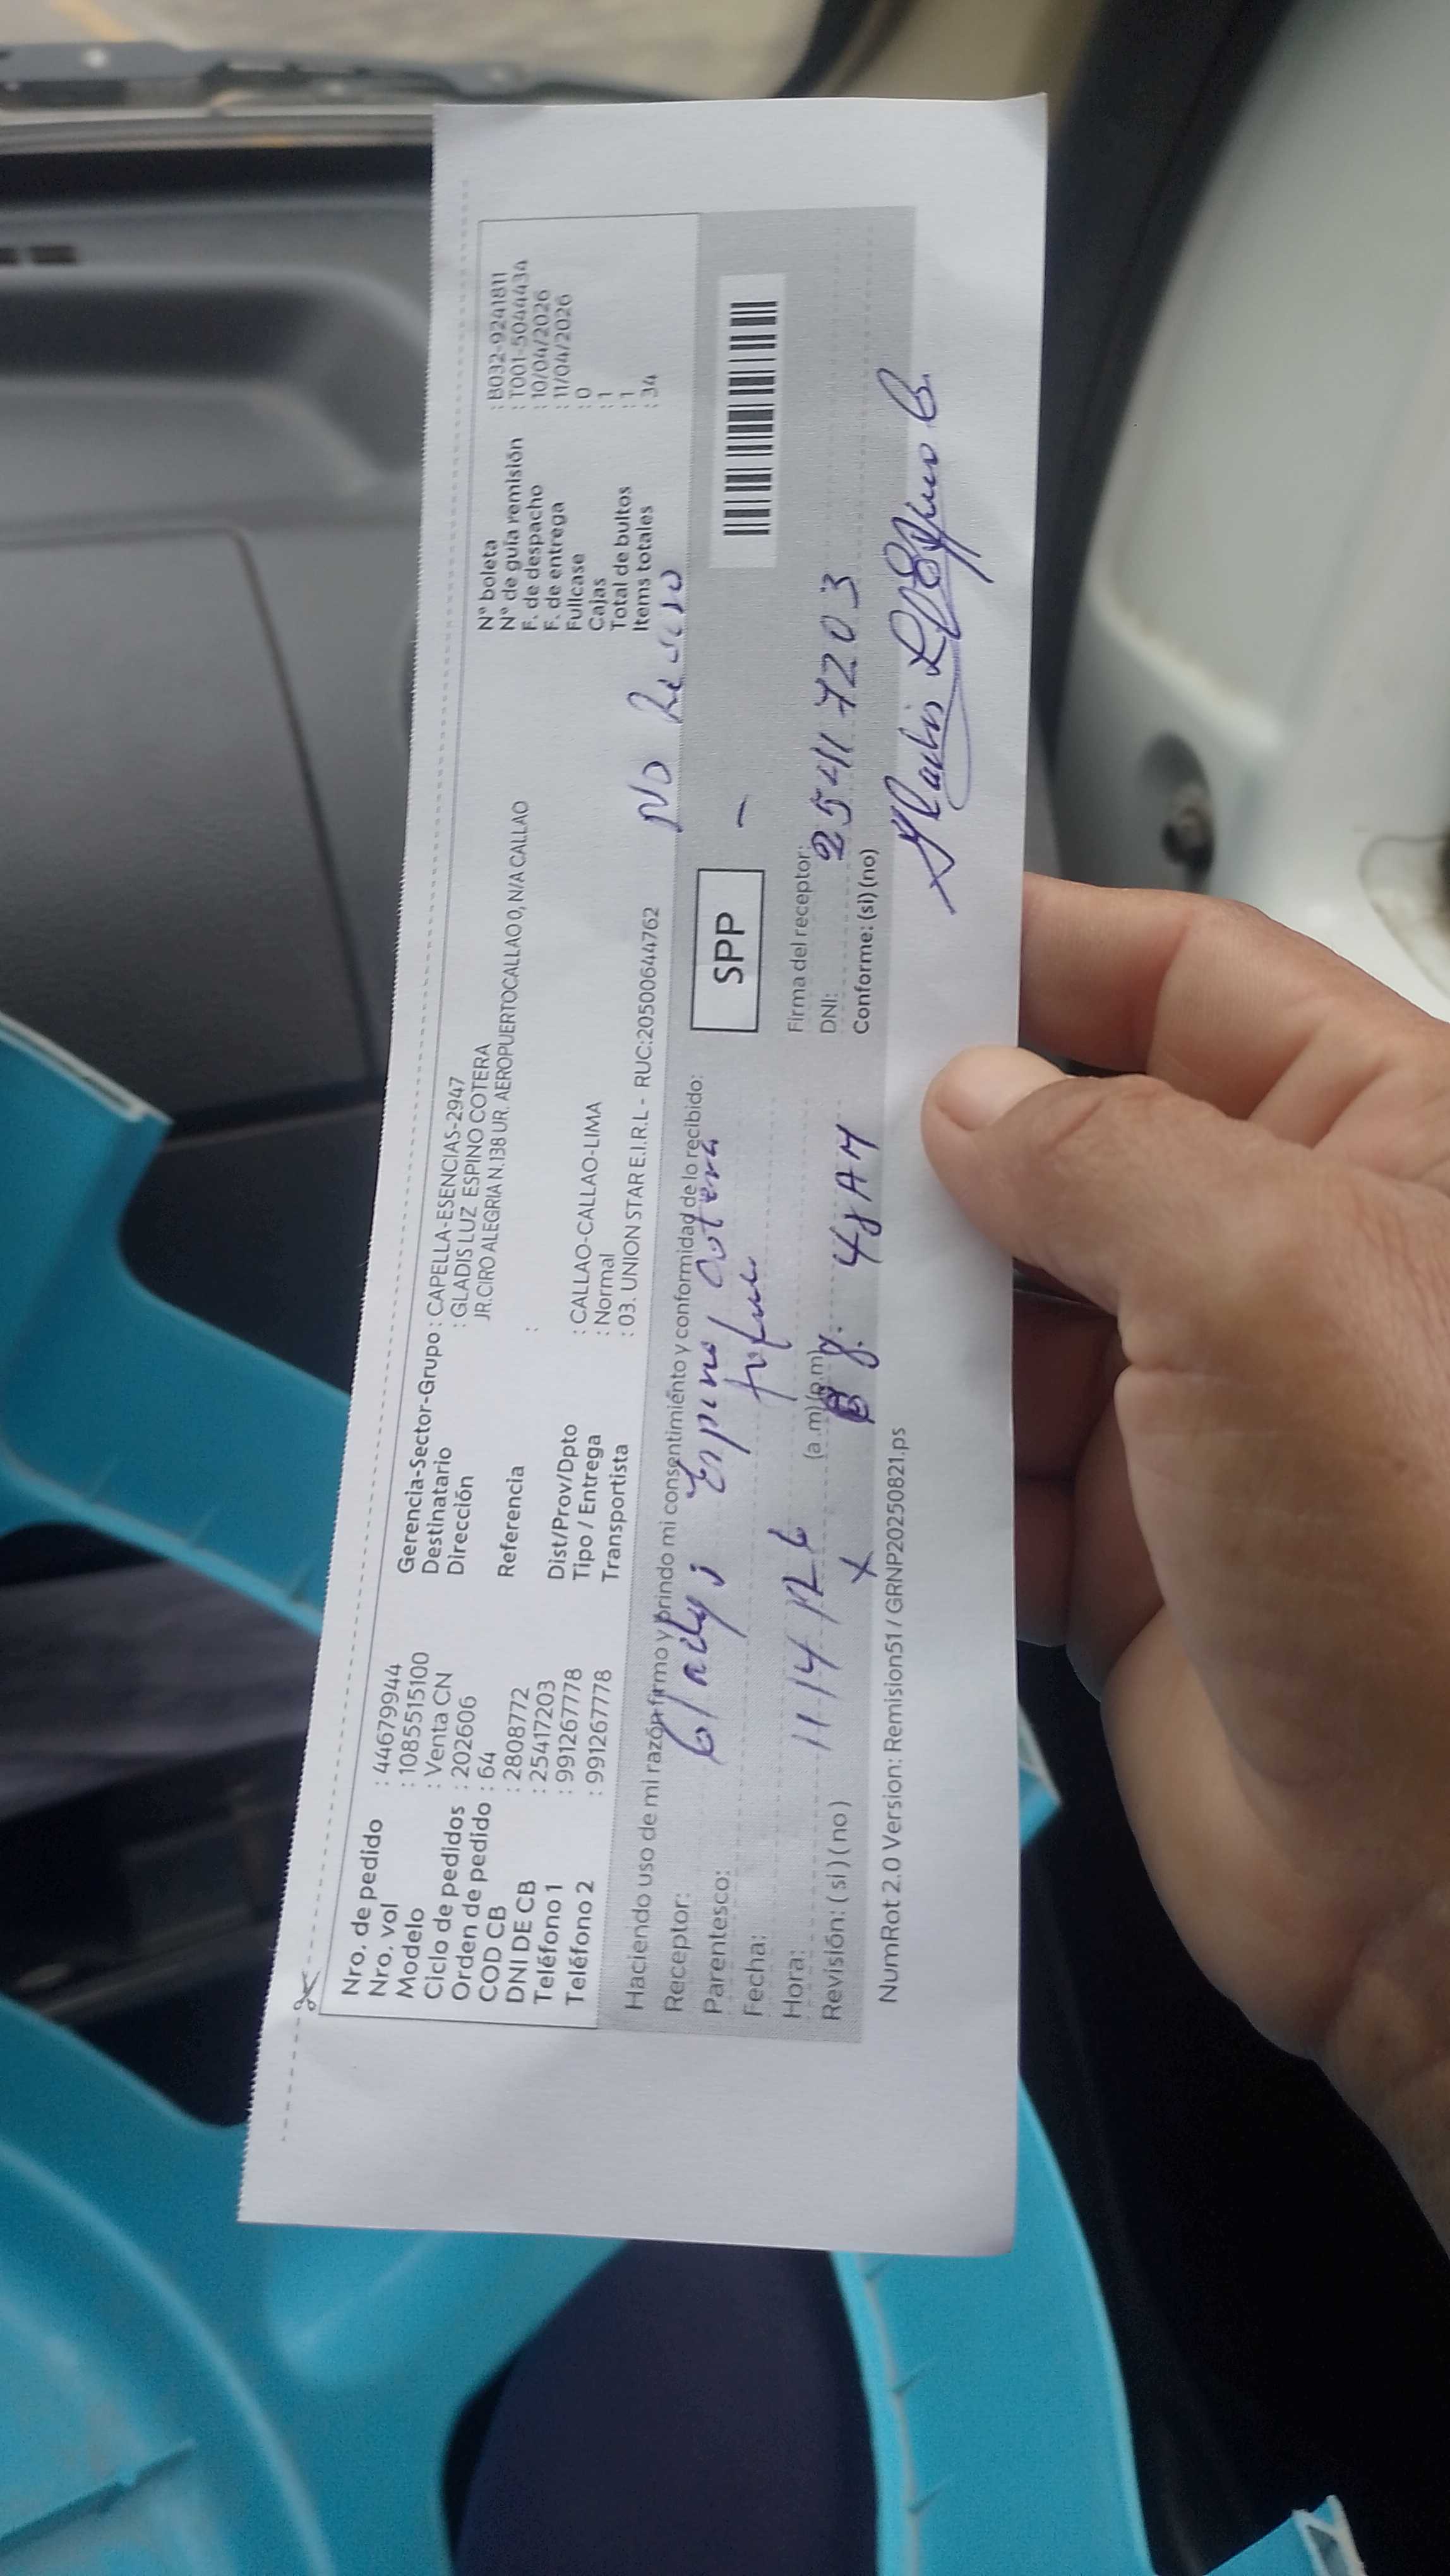 Nro. de pedido : 44679944
Nro. vol : 1085515100
Modelo : Venta CN
Ciclo de pedidos : 202606
Orden de pedido : 64
COD CB : 2808772
DNI DE CB : 25417203
Teléfono 1 : 991267778
Teléfono 2 : 991267778
Gerencia-Sector-Grupo : CAPELLA-ESENCIAS-2947
Destinatario : GLADIS LUZ ESPINO COTERA
Dirección JR.CIRO ALEGRIA N.138 UR. AEROPUERTOCALLAO 0, N/A CALLAO
Referencia :
Dist/Prov/Dpto : CALLAO-CALLAO-LIMA
Tipo / Entrega : Normal
Transportista : 03. UNION STAR E.I.R.L - RUC:20500644762
N° boleta : B032-9241811
N° de guía remisión : T001-5044434
F. de despacho : 10/04/2026
F. de entrega : 11/04/2026
Fullcase : 0
Cajas : 1
Total de bultos : 1
Items totales : 34
No Reviso
Haciendo uso de mi razón firmo y brindo mi consentimiento y conformidad de lo recibido:
Receptor: Gladys Espino Cotera
Parentesco:
Fecha: 11/4/26
Hora: (a.m) (p.m) 8. 48 AM
Revisión: (si) (no) X
SPP
Firma del receptor:
DNI: 25417203
Conforme: (si) (no)
NumRot 2.0 Version: Remision51 / GRNP20250821.ps